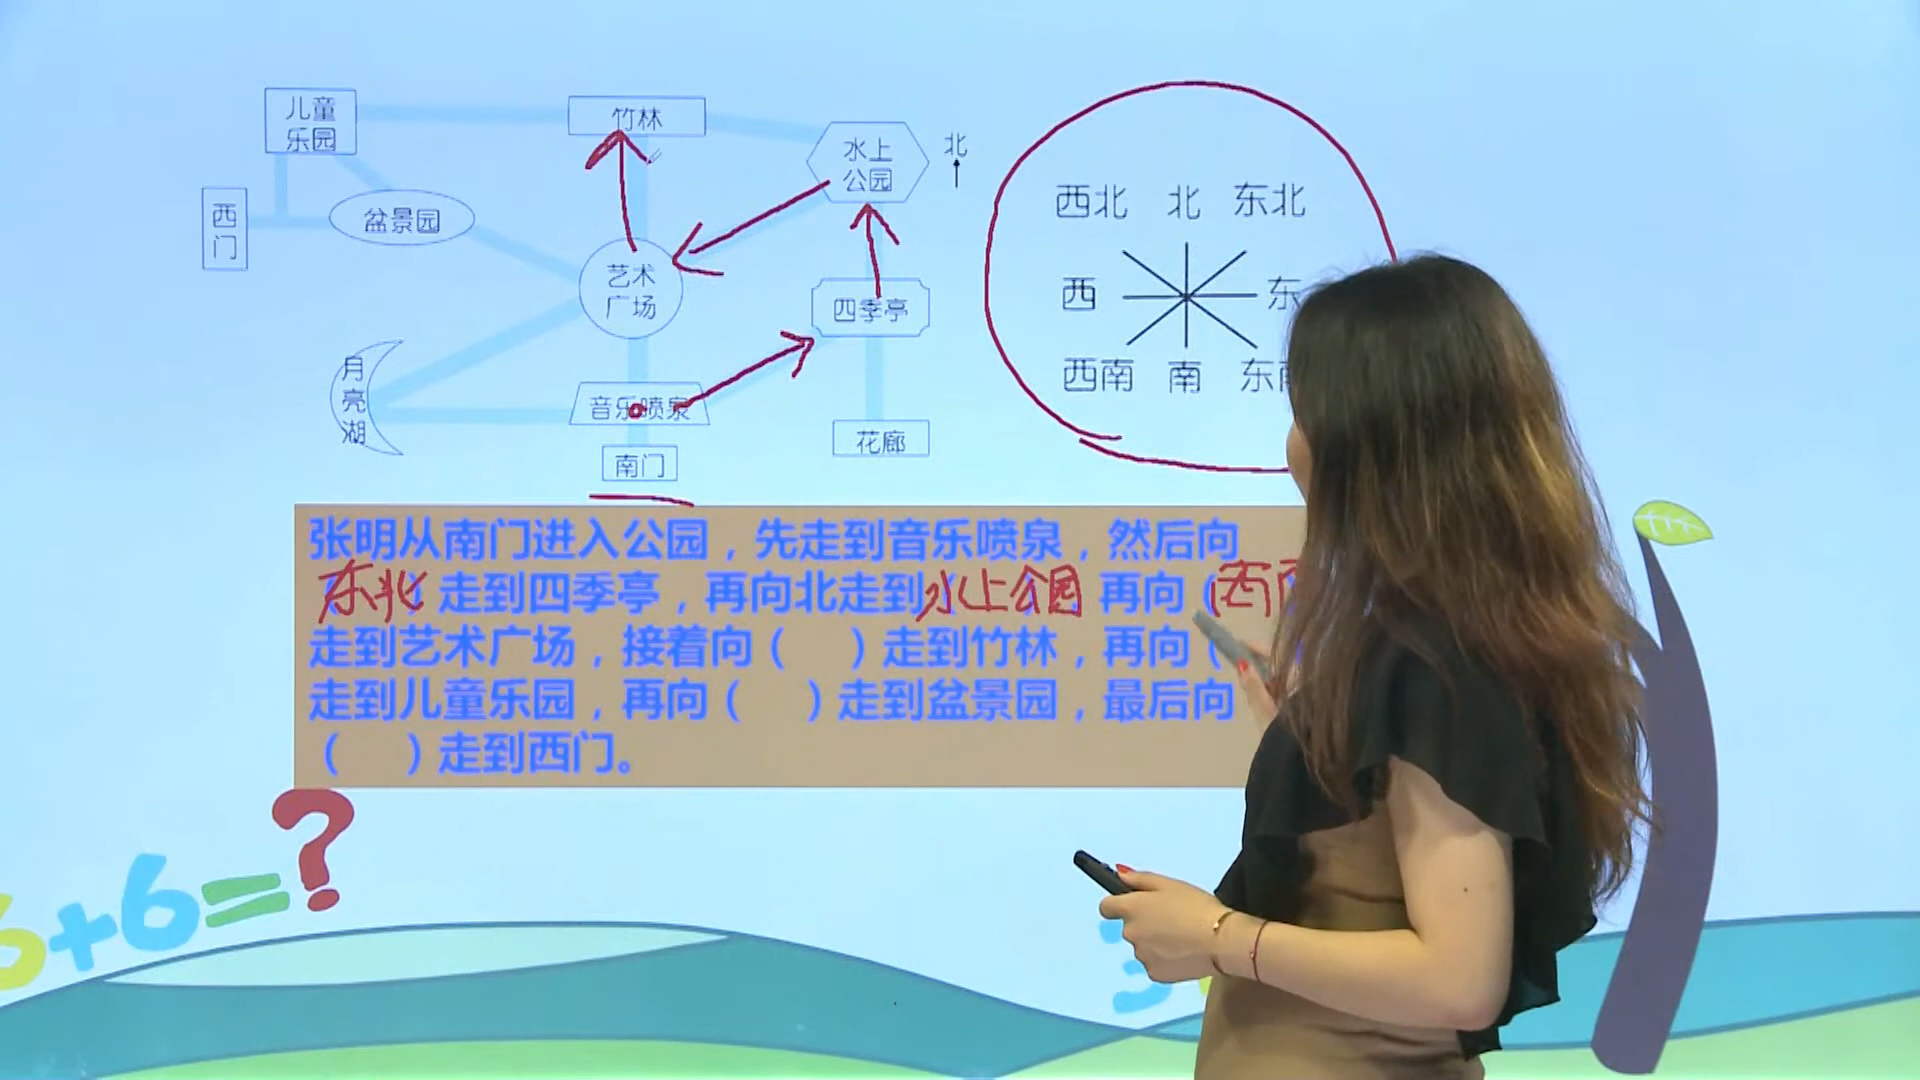 儿童
乐园
竹林
水上
公园
北
西北 北 东北
西
门
盆景园
艺术
广场
四季亭
西 东
月
亮
湖
音乐喷泉
花廊
西南 南 东
南门
张明从南门进入公园，先走到音乐喷泉，然后向
东北 走到四季亭，再向北走到 水上公园 再向（西
走到艺术广场，接着向（ ）走到竹林，再向（
走到儿童乐园，再向（ ）走到盆景园，最后向
（ ）走到西门。
6+6=?